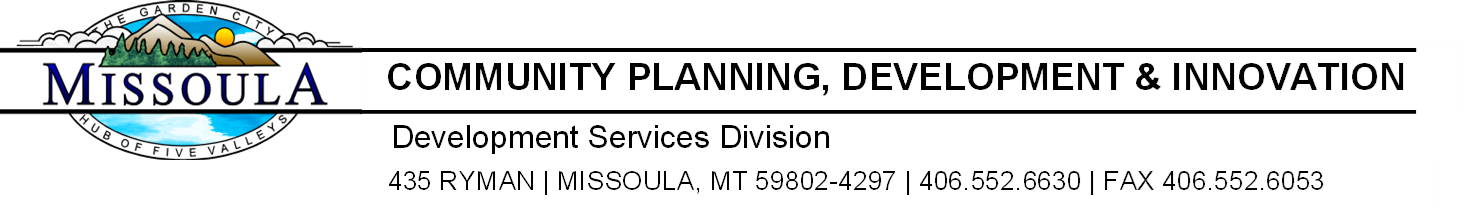 THE GARDEN CITY
MISSOULA
HUB OF FIVE VALLEYS
COMMUNITY PLANNING, DEVELOPMENT & INNOVATION
Development Services Division
435 RYMAN | MISSOULA, MT 59802-4297 | 406.552.6630 | FAX 406.552.6053